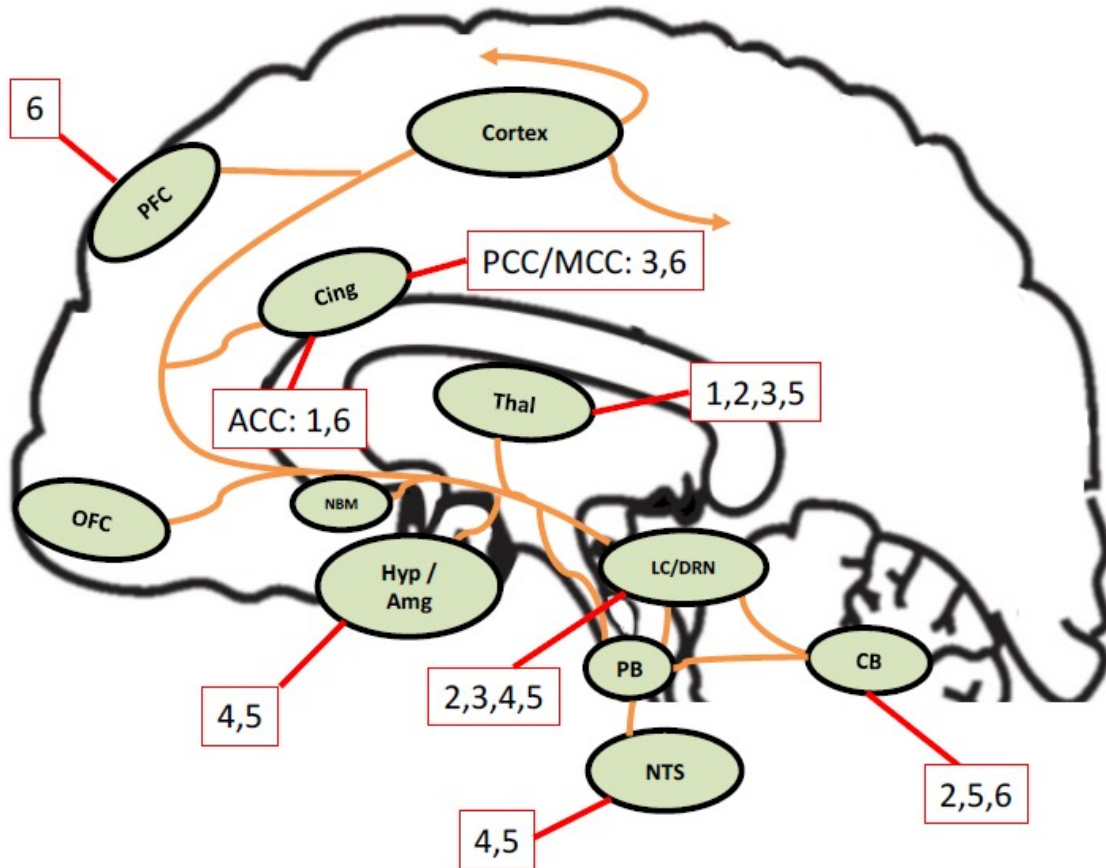 6
Cortex
PFC
PCC/MCC: 3,6
Cing
Thal
1,2,3,5
ACC: 1,6
NBM
OFC
LC/DRN
Hyp /
Amg
PB
CB
4,5
2,3,4,5
NTS
2,5,6
4,5